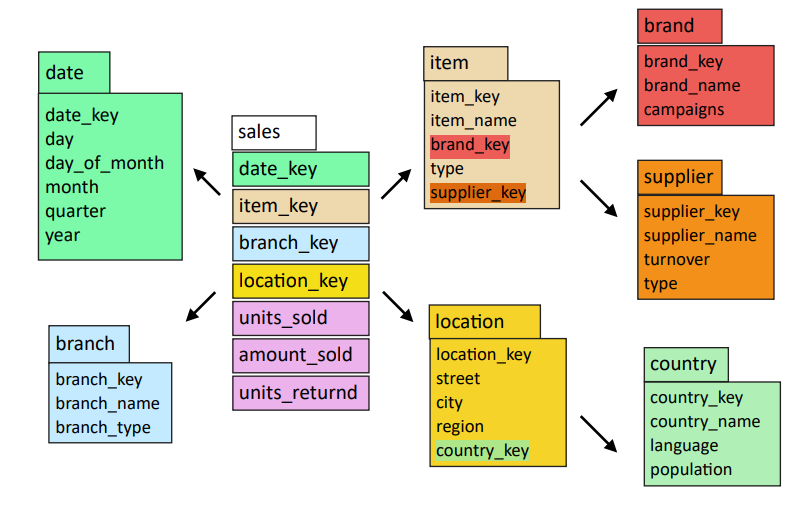 date
date_key
day
day_of_month
month
quarter
year
sales
date_key
item_key
branch_key
location_key
units_sold
amount_sold
units_returnd
branch
branch_key
branch_name
branch_type
item
item_key
item_name
brand_key
type
supplier_key
location
location_key
street
city
region
country_key
brand
brand_key
brand_name
campaigns
supplier
supplier_key
supplier_name
turnover
type
country
country_key
country_name
language
population